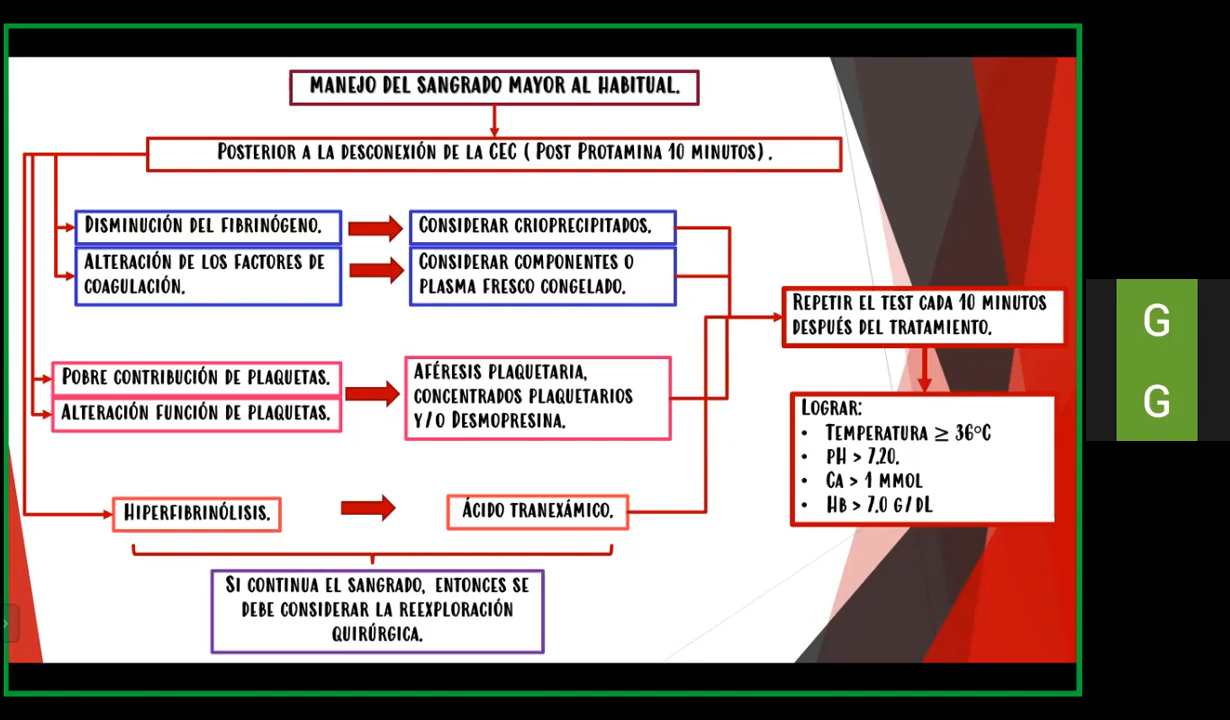 MANEJO DEL SANGRADO MAYOR AL HABITUAL.
POSTERIOR A LA DESCONEXIÓN DE LA CEC ( POST PROTAMINA 10 MINUTOS) .
DISMINUCIÓN DEL FIBRINÓGENO.
CONSIDERAR CRIOPRECIPITADOS.
ALTERACIÓN DE LOS FACTORES DE
COAGULACIÓN.
CONSIDERAR COMPONENTES O
PLASMA FRESCO CONGELADO.
POBRE CONTRIBUCIÓN DE PLAQUETAS.
ALTERACIÓN FUNCIÓN DE PLAQUETAS.
AFÉRESIS PLAQUETARIA,
CONCENTRADOS PLAQUETARIOS
Y/O DESMOPRESINA.
HIPERFIBRINÓLISIS.
ÁCIDO TRANEXÁMICO.
REPETIR EL TEST CADA 10 MINUTOS
DESPUÉS DEL TRATAMIENTO.
LOGRAR:
• TEMPERATURA ≥ 36°C
• PH > 7.20.
• CA > 1 MMOL
• HB > 7.0 G/DL
SI CONTINUA EL SANGRADO, ENTONCES SE
DEBE CONSIDERAR LA REEXPLORACIÓN
QUIRÚRGICA.
G
G